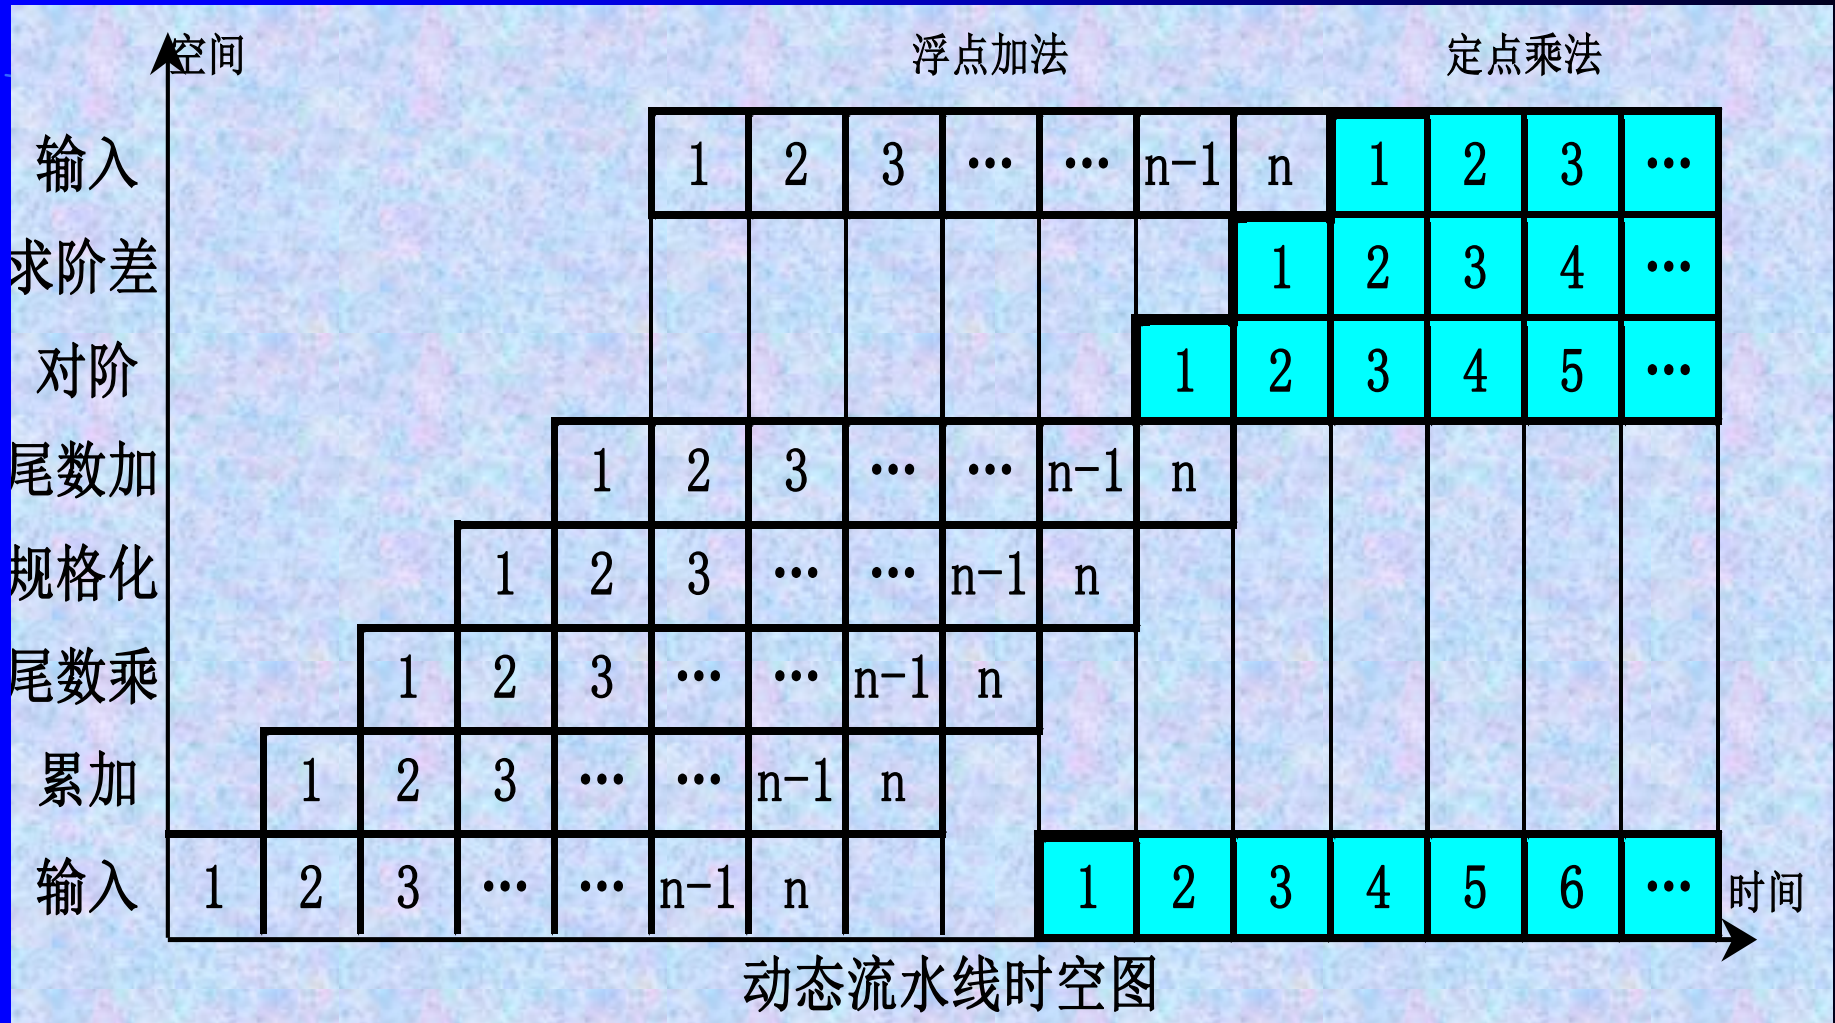 空间 浮点加法 定点乘法
输入 1 2 3 … … n-1 n 1 2 3 …
求阶差 1 2 3 4 …
对阶 1 2 3 4 5 …
尾数加 1 2 3 … … n-1 n
规格化 1 2 3 … … n-1 n
尾数乘 1 2 3 … … n-1 n
累加 1 2 3 … … n-1 n
输入 1 2 3 … … n-1 n 1 2 3 4 5 6 … 时间
动态流水线时空图